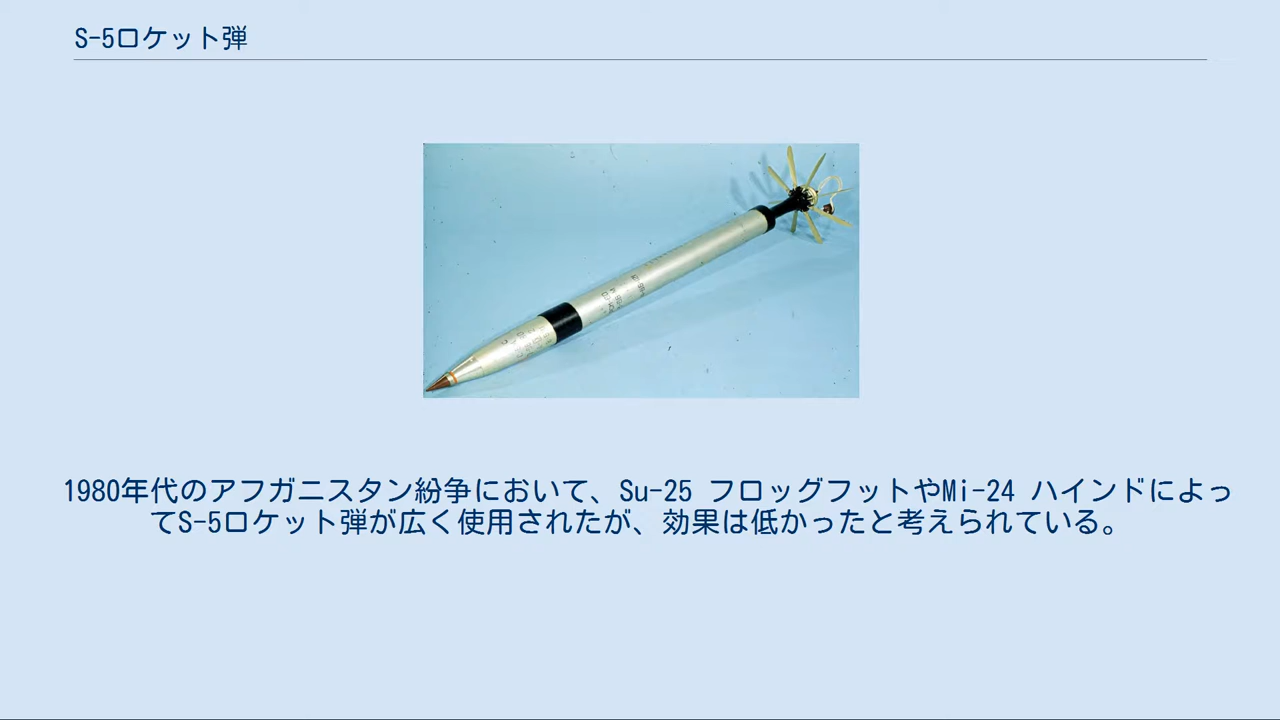 S-5ロケット弾
1980年代のアフガニスタン紛争において、Su-25 フロッグフットやMi-24 ハインドによっ
てS-5ロケット弾が広く使用されたが、効果は低かったと考えられている。